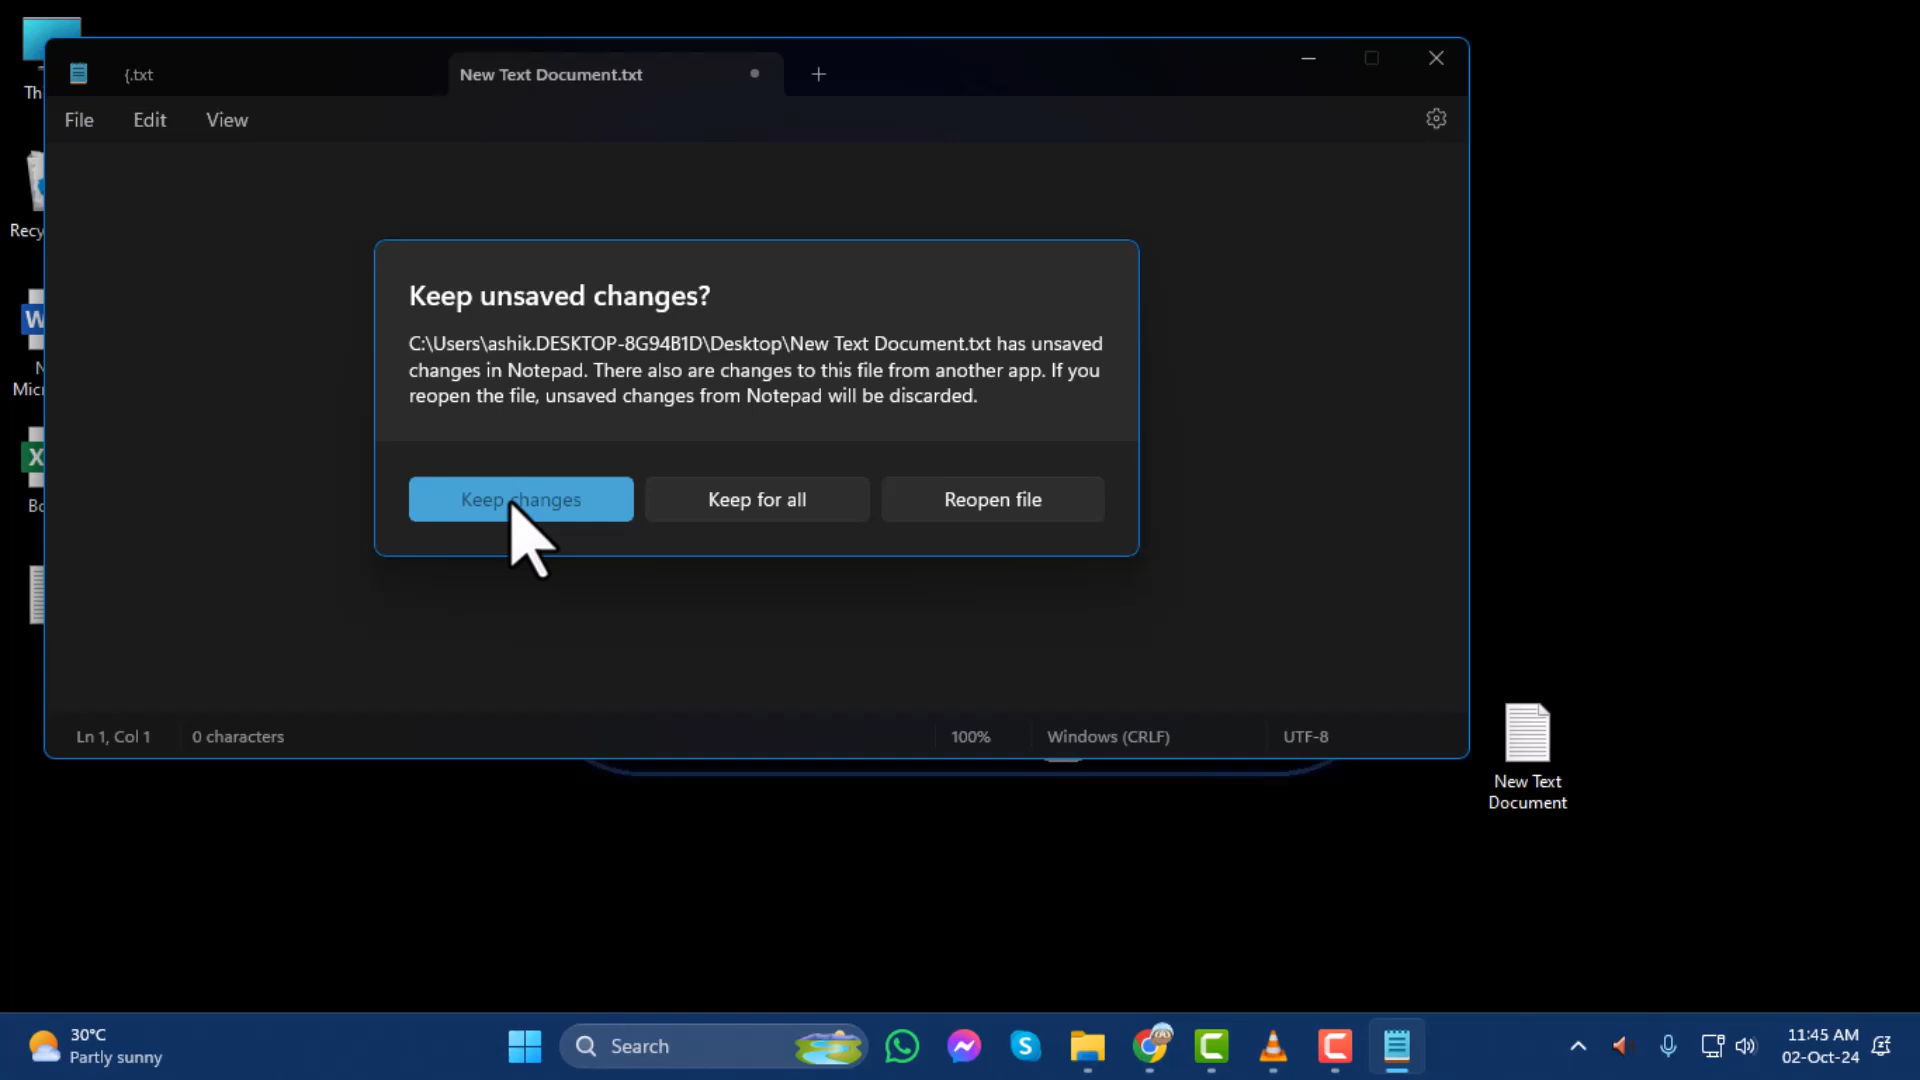 {.txt
New Text Document.txt
File Edit View
Keep unsaved changes?
C:\Users\ashik.DESKTOP-8G94B1D\Desktop\New Text Document.txt has unsaved
changes in Notepad. There also are changes to this file from another app. If you
reopen the file, unsaved changes from Notepad will be discarded.
Keep changes Keep for all Reopen file
Ln 1, Col 1 0 characters 100% Windows (CRLF) UTF-8
New Text
Document
30°C
Partly sunny
Search
11:45 AM
02-Oct-24